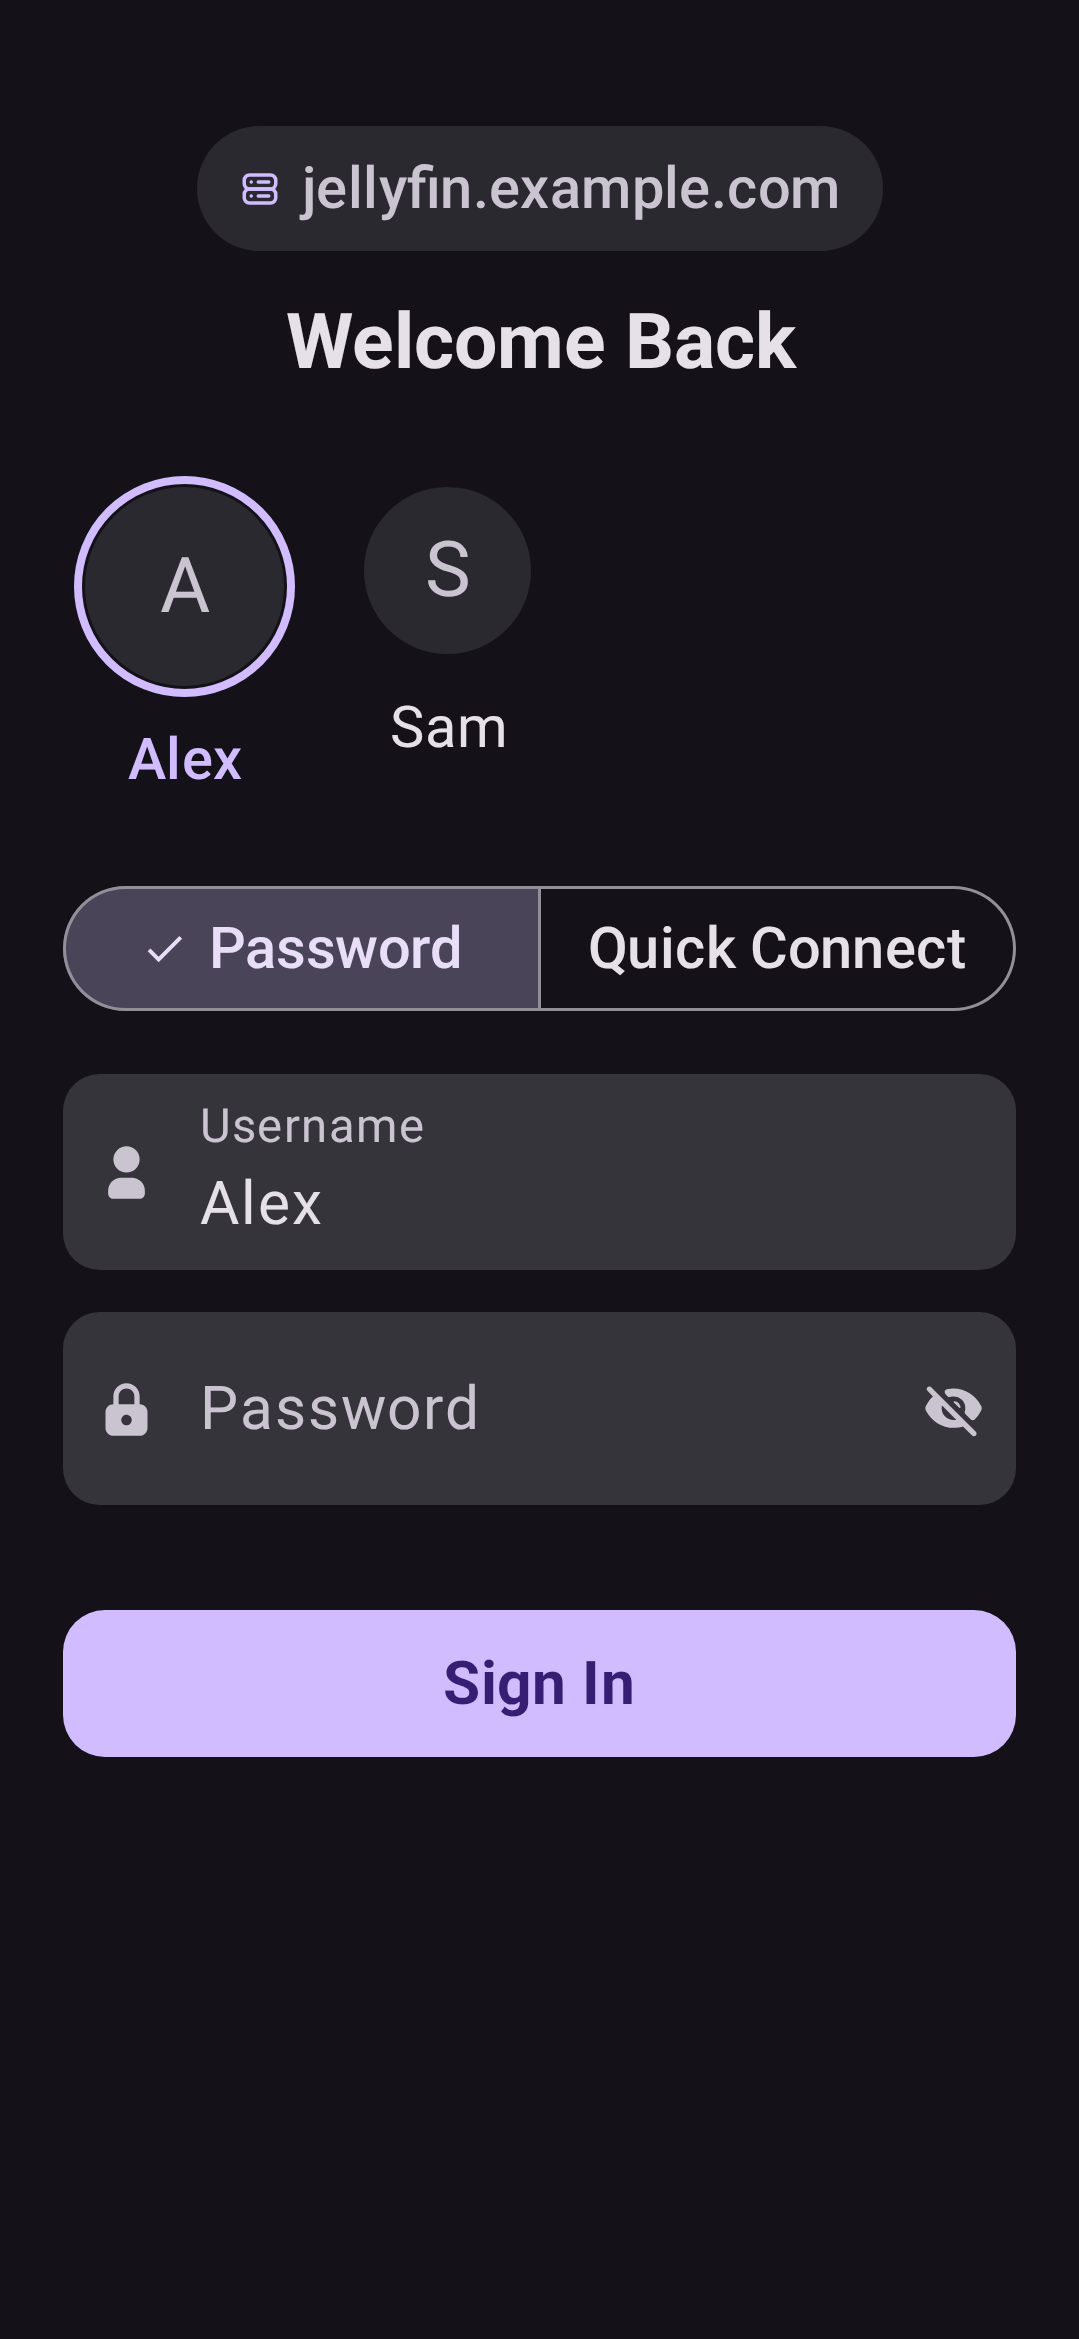 jellyfin.example.com
Welcome Back
A
S
Alex
Sam
Password
Quick Connect
Username
Alex
Password
Sign In